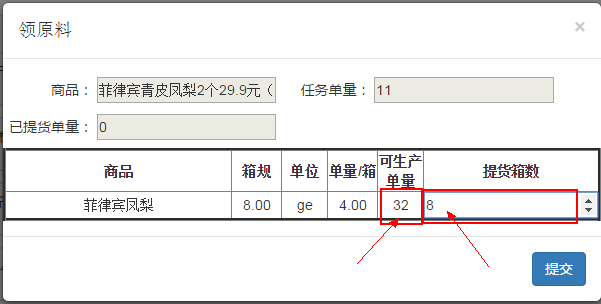 领原料
×
商品： 菲律宾青皮凤梨2个29.9元（ 任务单量： 11
已提货单量： 0
商品 箱规 单位 单量/箱 可生产单量 提货箱数
菲律宾凤梨 8.00 ge 4.00 32 8
提交